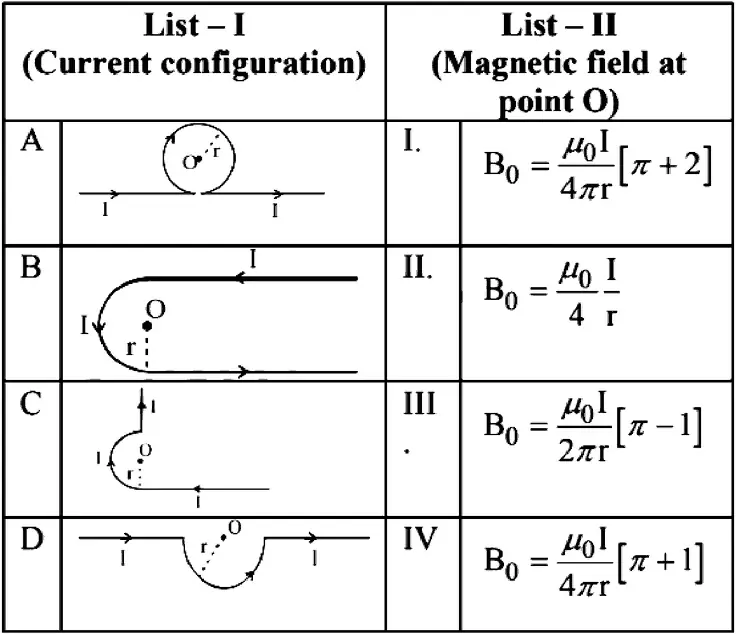 List – I
(Current configuration)
List – II
(Magnetic field at
point O)
A
O
r
I
I
I.
B₀ = μ₀I/4πr [π + 2]
B
I
I
O
r
II.
B₀ = μ₀/4 I/r
C
I
I
O
r
I
III
.
B₀ = μ₀I/2πr [π − 1]
D
O
r
I
I
IV
B₀ = μ₀I/4πr [π + 1]